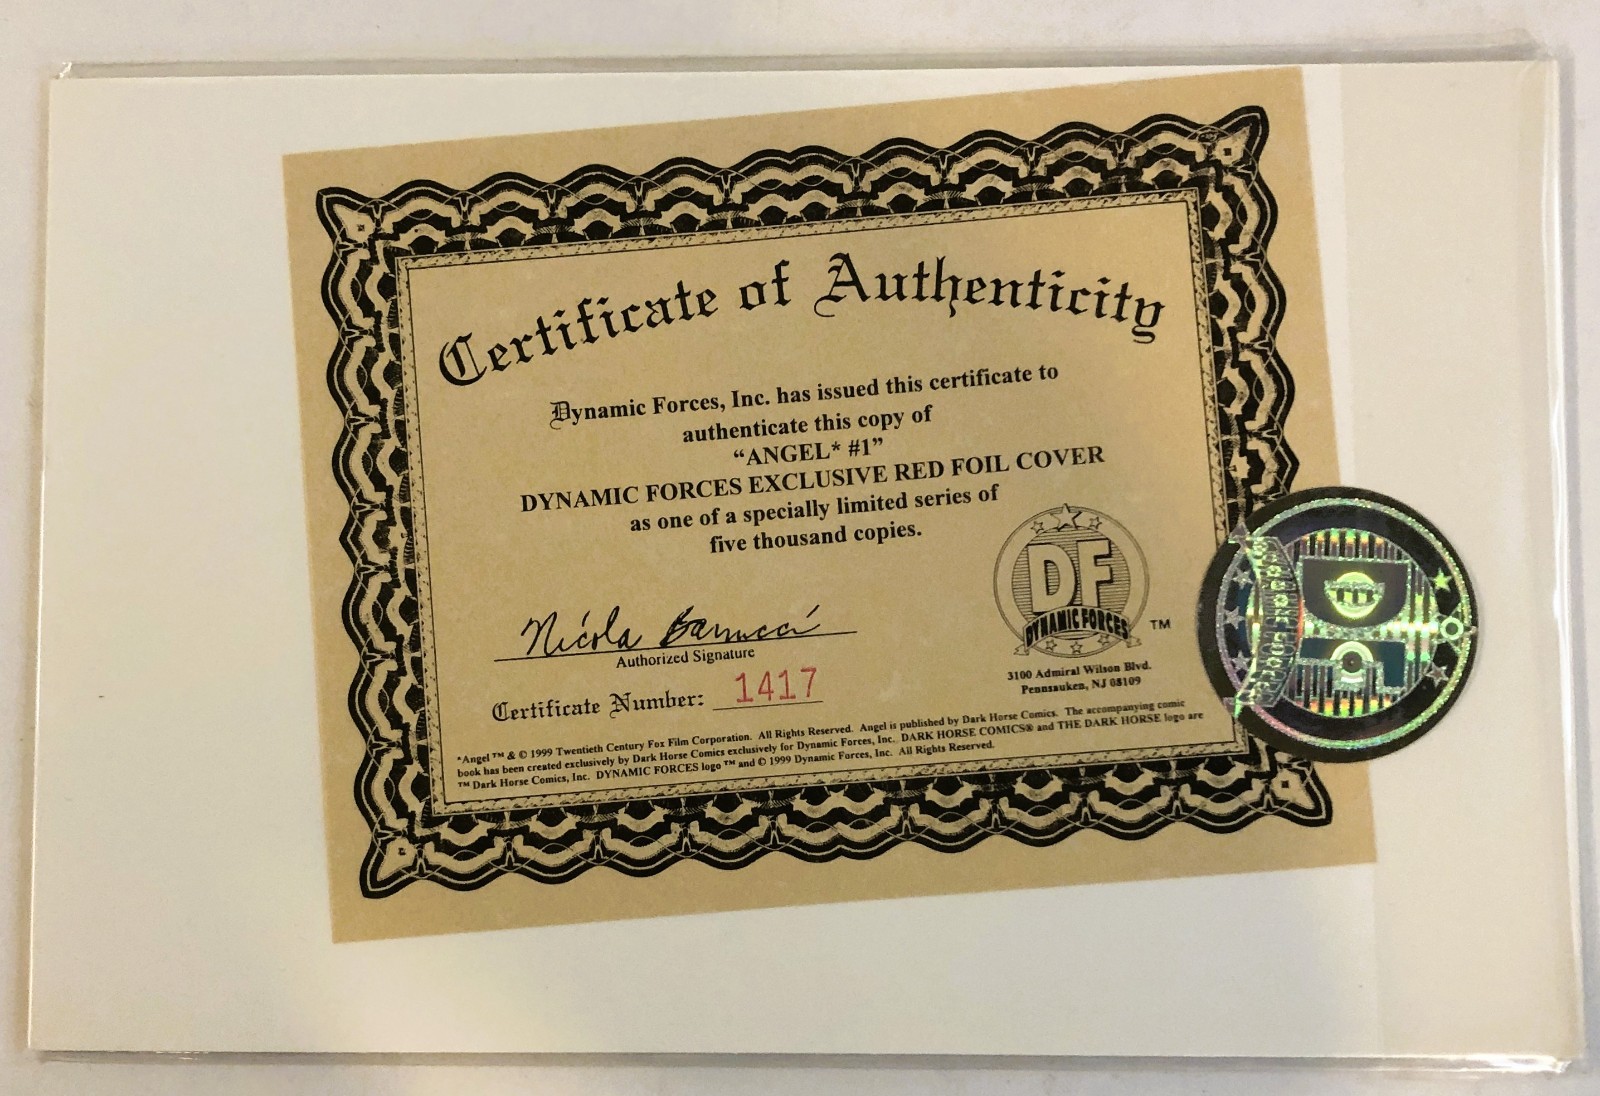 Certificate of Authenticity
Dynamic Forces, Inc. has issued this certificate to
authenticate this copy of
“ANGEL* #1”
DYNAMIC FORCES EXCLUSIVE RED FOIL COVER
as one of a specially limited series of
five thousand copies.
Nicola Barrucci
Authorized Signature
Certificate Number: 1417
DF
DYNAMIC FORCES
TM
3100 Admiral Wilson Blvd.
Pennsauken, NJ 08109
*Angel ™ & © 1999 Twentieth Century Fox Film Corporation. All Rights Reserved. Angel is published by Dark Horse Comics. The accompanying comic
book has been created exclusively by Dark Horse Comics exclusively for Dynamic Forces, Inc. DARK HORSE COMICS® and THE DARK HORSE logo are
™ Dark Horse Comics, Inc. DYNAMIC FORCES logo ™ and © 1999 Dynamic Forces, Inc. All Rights Reserved.